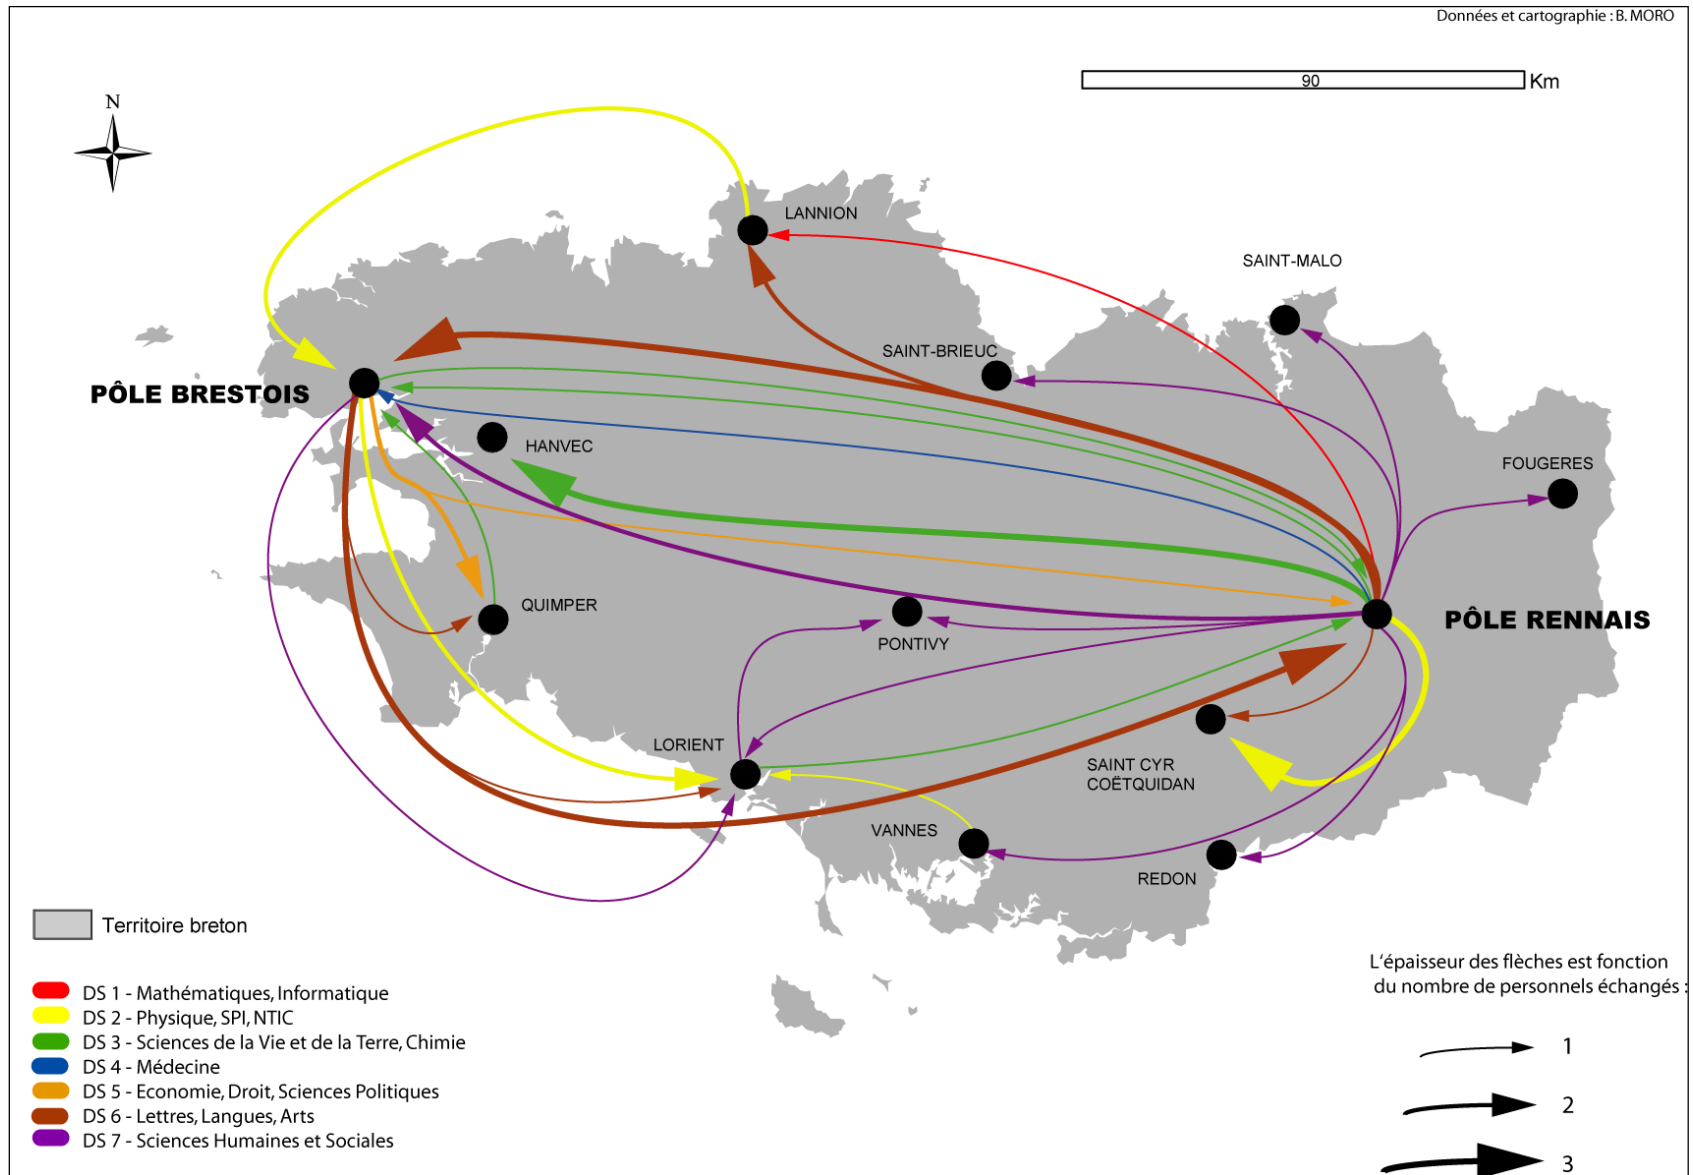 Données et cartographie : B. MORO
90
Km
N
LANNION
SAINT-MALO
SAINT-BRIEUC
PÔLE BRESTOIS
HANVEC
FOUGERES
QUIMPER
PONTIVY
PÔLE RENNAIS
LORIENT
SAINT CYR
COËTQUIDAN
VANNES
REDON
Territoire breton
L'épaisseur des flèches est fonction
du nombre de personnels échangés :
DS 1 - Mathématiques, Informatique
DS 2 - Physique, SPI, NTIC
DS 3 - Sciences de la Vie et de la Terre, Chimie
DS 4 - Médecine
DS 5 - Economie, Droit, Sciences Politiques
DS 6 - Lettres, Langues, Arts
DS 7 - Sciences Humaines et Sociales
1
2
3